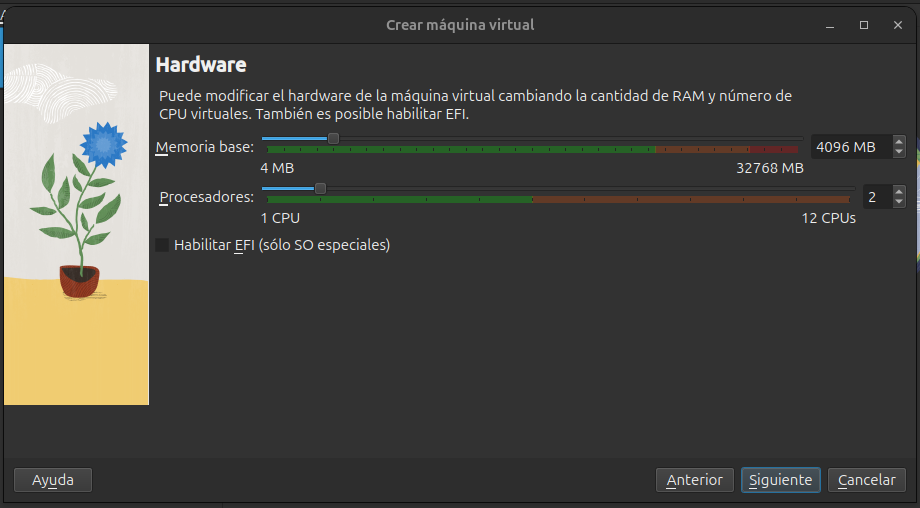 Crear máquina virtual
Hardware
Puede modificar el hardware de la máquina virtual cambiando la cantidad de RAM y número de
CPU virtuales. También es posible habilitar EFI.
Memoria base: 4096 MB
4 MB 32768 MB
Procesadores: 2
1 CPU 12 CPUs
Habilitar EFI (sólo SO especiales)
Ayuda Anterior Siguiente Cancelar